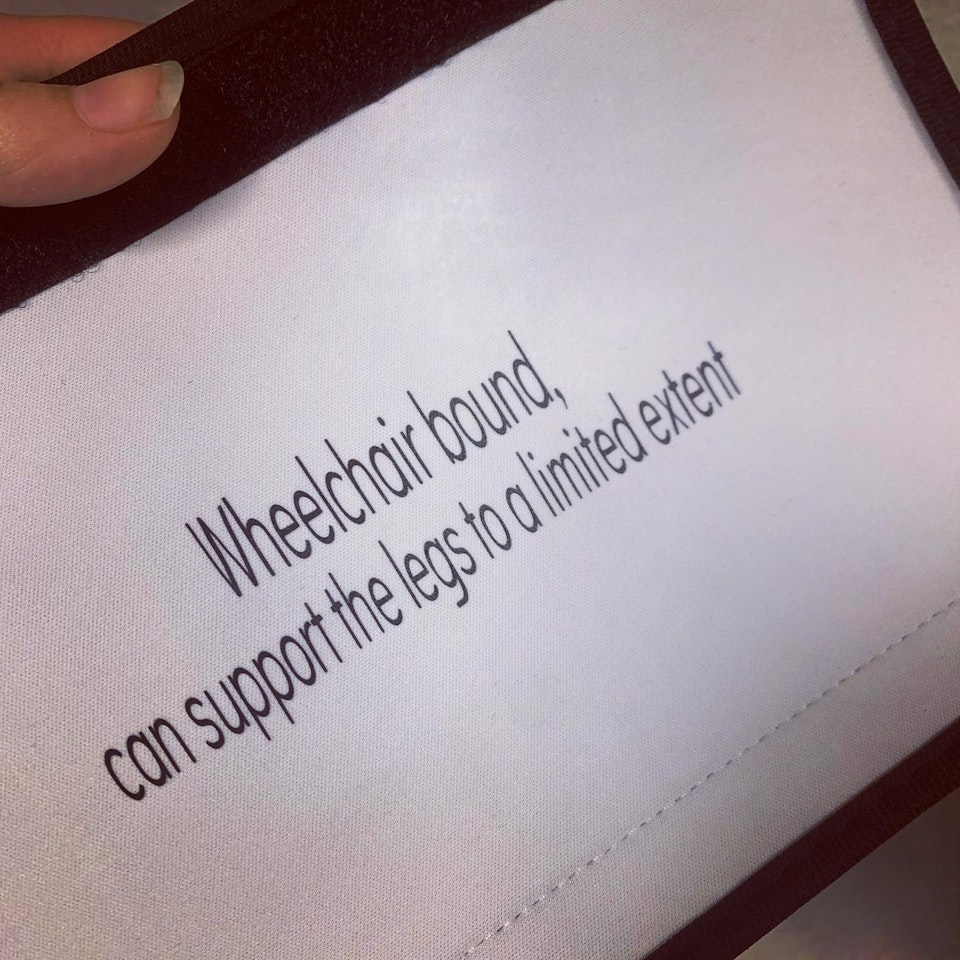 Wheelchair bound,
can support the legs to a limited extent